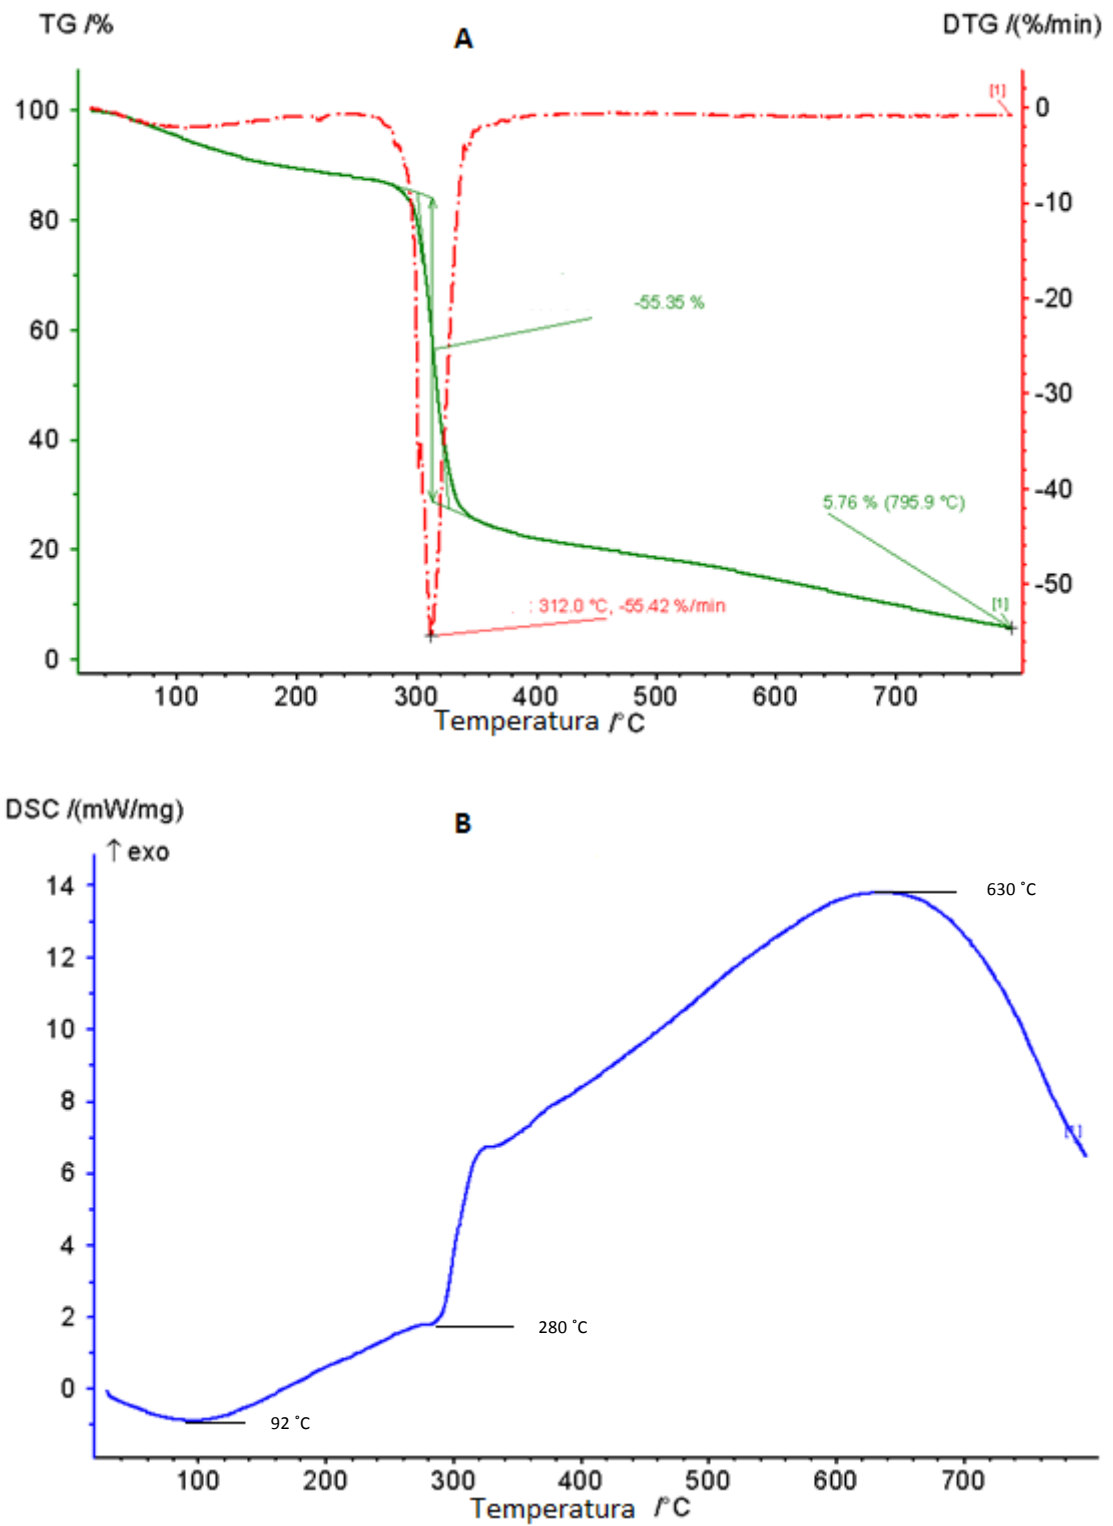 TG /%
A
DTG /(%/min)
[1]
100
80
60
40
20
0
0
-10
-20
-30
-40
-50
-55.35 %
5.76 % (795.9 °C)
[1]
: 312.0 °C, -55.42 %/min
100 200 300 400 500 600 700
Temperatura /°C
DSC /(mW/mg)
B
↑ exo
14
12
10
8
6
4
2
0
630 ˚C
[1]
280 ˚C
92 ˚C
100 200 300 400 500 600 700
Temperatura /°C